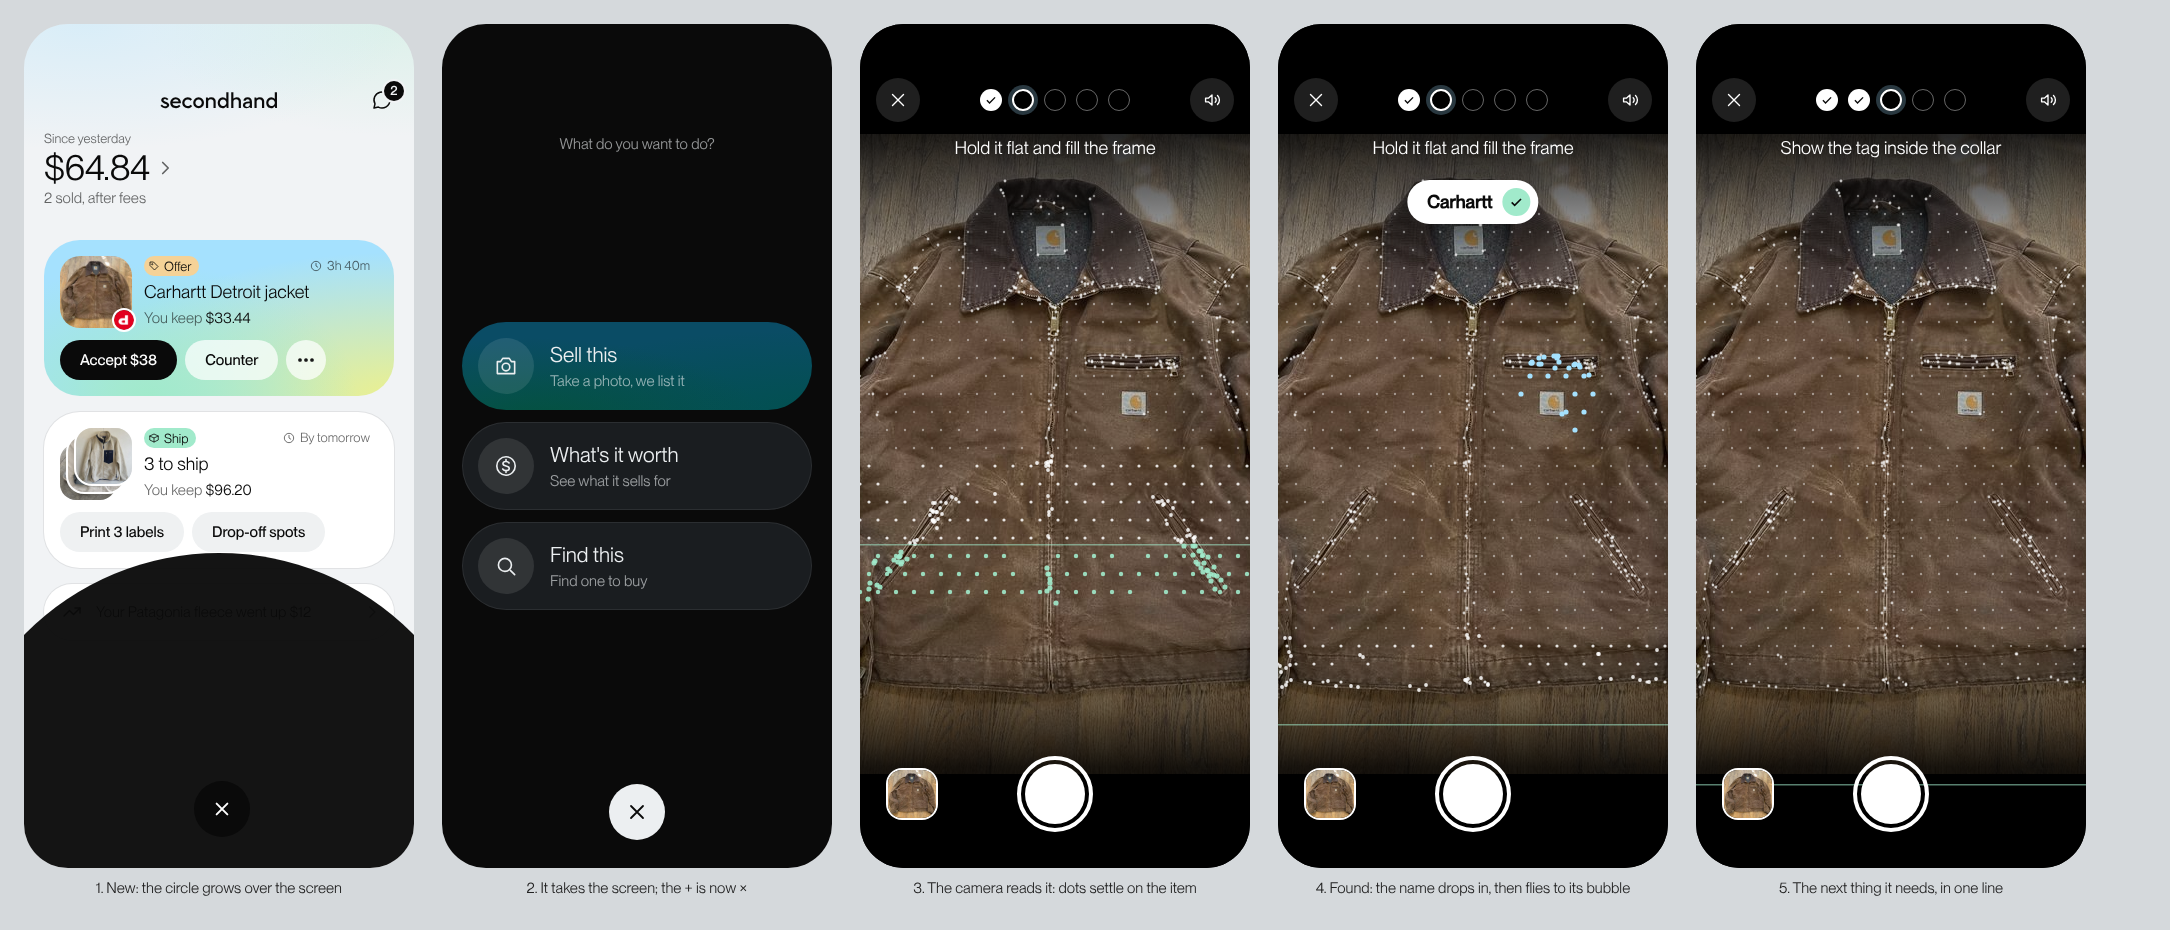 secondhand
2
Since yesterday
$64.84
2 sold, after fees
Offer
3h 40m
Carhartt Detroit jacket
You keep $33.44
Accept $38
Counter
Ship
By tomorrow
3 to ship
You keep $96.20
Print 3 labels
Drop-off spots
Your Patagonia fleece went up $12
1. New: the circle grows over the screen
What do you want to do?
Sell this
Take a photo, we list it
What's it worth
See what it sells for
Find this
Find one to buy
2. It takes the screen; the + is now ×
Hold it flat and fill the frame
3. The camera reads it: dots settle on the item
Hold it flat and fill the frame
Carhartt
4. Found: the name drops in, then flies to its bubble
Show the tag inside the collar
5. The next thing it needs, in one line